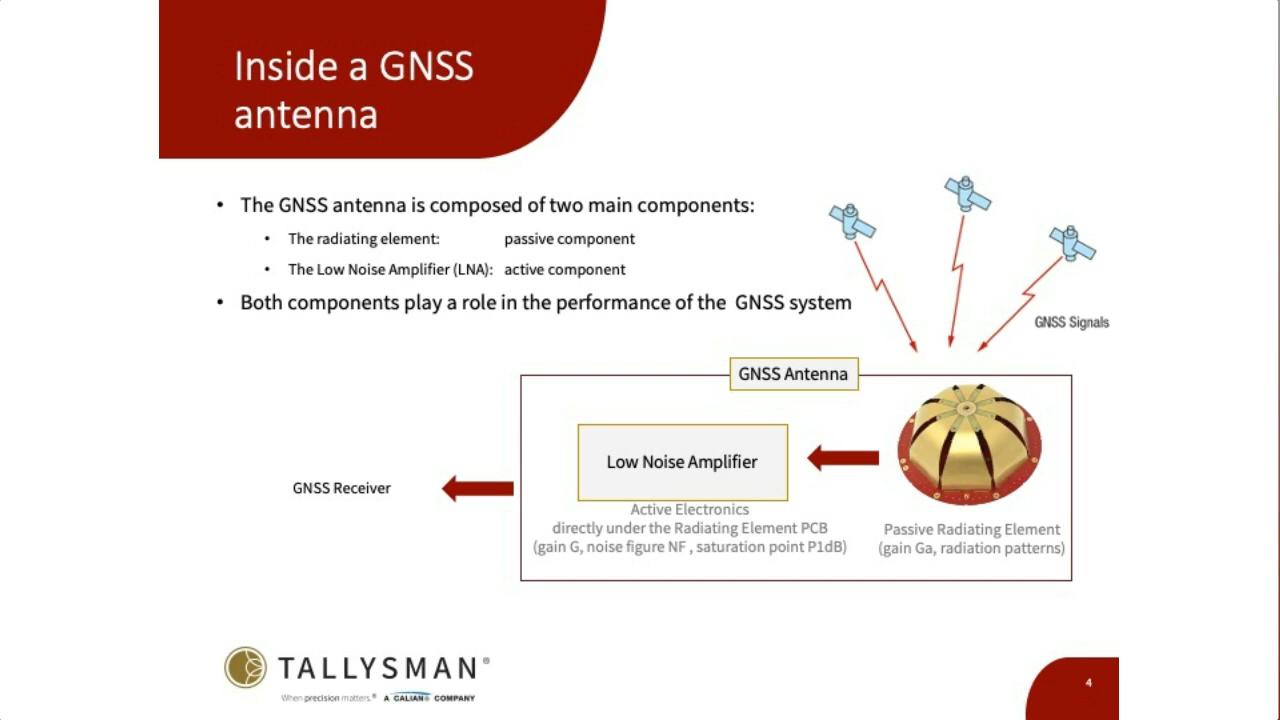 Inside a GNSS
antenna
• The GNSS antenna is composed of two main components:
• The radiating element: passive component
• The Low Noise Amplifier (LNA): active component
• Both components play a role in the performance of the GNSS system
GNSS Signals
GNSS Antenna
Low Noise Amplifier
GNSS Receiver
Active Electronics
directly under the Radiating Element PCB
(gain G, noise figure NF , saturation point P1dB)
Passive Radiating Element
(gain Ga, radiation patterns)
TALLYSMAN®
When precision matters.® A CALIAN® COMPANY
4